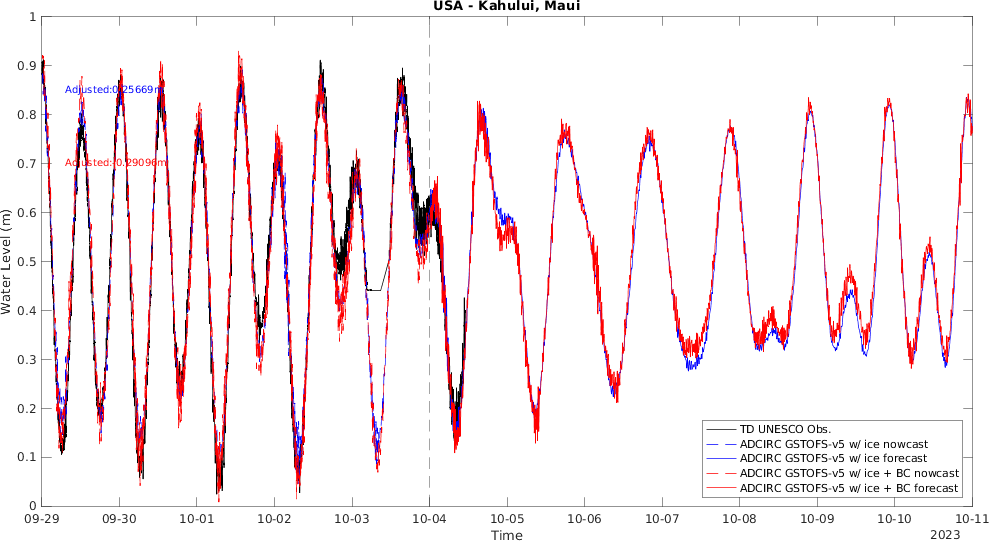 USA - Kahului, Maui
1
0.9
0.8
0.7
0.6
0.5
0.4
0.3
0.2
0.1
0
Water Level (m)
Adjusted:0.25669m
Adjusted:-0.29096m
TD UNESCO Obs.
ADCIRC GSTOFS-v5 w/ ice nowcast
ADCIRC GSTOFS-v5 w/ ice forecast
ADCIRC GSTOFS-v5 w/ ice + BC nowcast
ADCIRC GSTOFS-v5 w/ ice + BC forecast
09-29 09-30 10-01 10-02 10-03 10-04 10-05 10-06 10-07 10-08 10-09 10-10 10-11
Time
2023